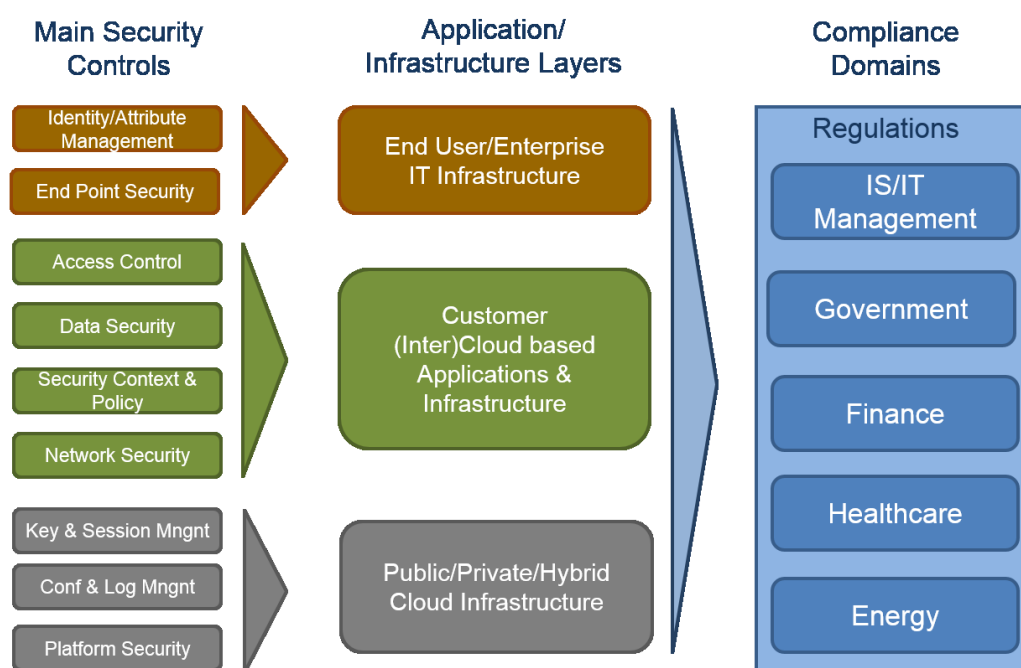 Main Security
Controls
Identity/Attribute
Management
End Point Security
Access Control
Data Security
Security Context &
Policy
Network Security
Key & Session Mngnt
Conf & Log Mngnt
Platform Security
Application/
Infrastructure Layers
End User/Enterprise
IT Infrastructure
Customer
(Inter)Cloud based
Applications &
Infrastructure
Public/Private/Hybrid
Cloud Infrastructure
Compliance
Domains
Regulations
IS/IT
Management
Government
Finance
Healthcare
Energy